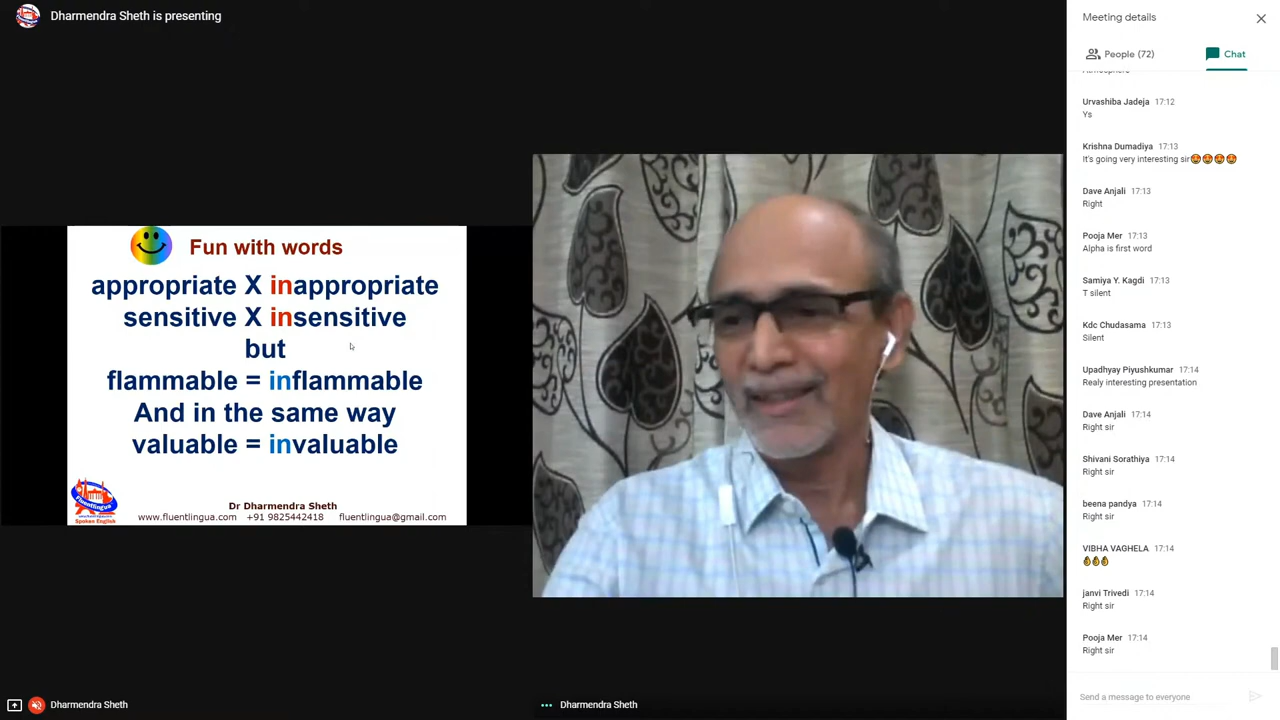 Dharmendra Sheth is presenting
Fun with words
appropriate X inappropriate
sensitive X insensitive
but
flammable = inflammable
And in the same way
valuable = invaluable
Fluentlingua
Spoken English
Dr Dharmendra Sheth
www.fluentlingua.com +91 9825442418 fluentlingua@gmail.com
Dharmendra Sheth
Dharmendra Sheth
Meeting details
People (72)
Chat
Atmosphere
Urvashiba Jadeja 17:12
Ys
Krishna Dumadiya 17:13
It's going very interesting sir🤩🤩🤩🤩
Dave Anjali 17:13
Right
Pooja Mer 17:13
Alpha is first word
Samiya Y. Kagdi 17:13
T silent
Kdc Chudasama 17:13
Silent
Upadhyay Piyushkumar 17:14
Realy interesting presentation
Dave Anjali 17:14
Right sir
Shivani Sorathiya 17:14
Right sir
beena pandya 17:14
Right sir
VIBHA VAGHELA 17:14
👌👌👌
janvi Trivedi 17:14
Right sir
Pooja Mer 17:14
Right sir
Send a message to everyone